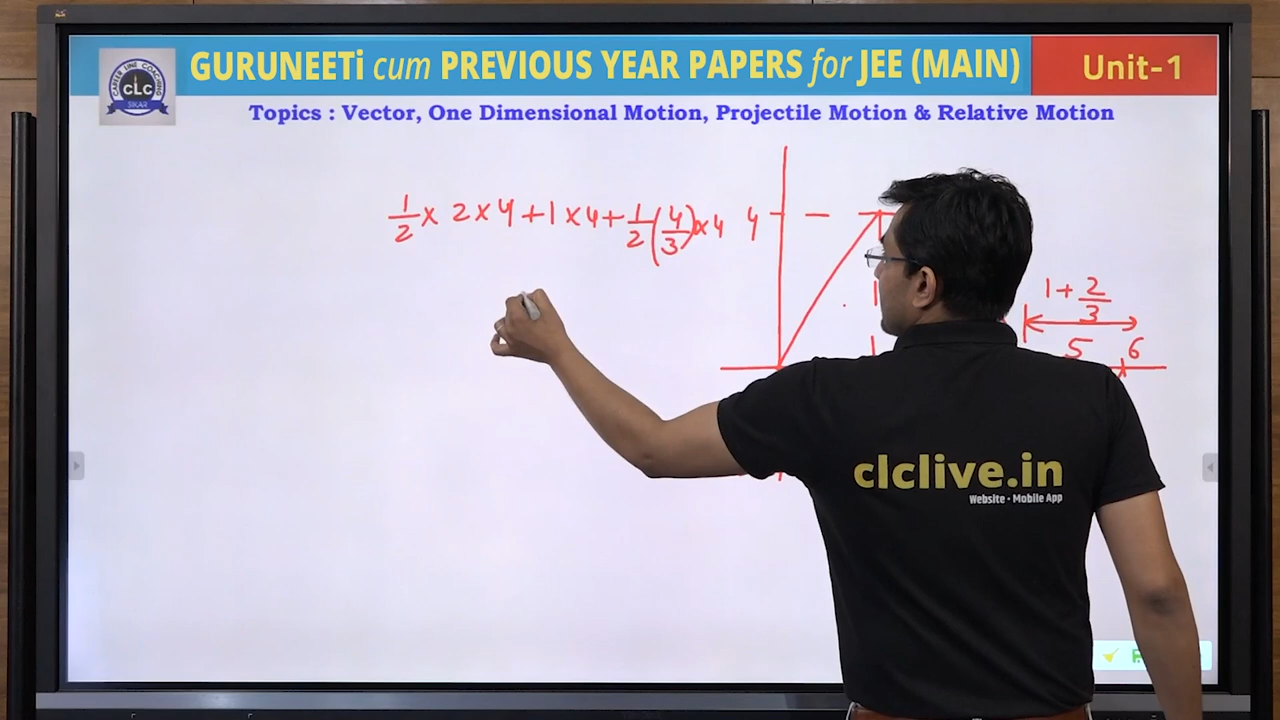 GURUNEETi cum PREVIOUS YEAR PAPERS for JEE (MAIN)
Unit-1
CLC
SIKAR
Topics : Vector, One Dimensional Motion, Projectile Motion & Relative Motion
1/2 × 2 × 4 + 1 × 4 + 1/2 (4/3) × 4
4
1 + 2/3
5
6
clclive.in
Website • Mobile App